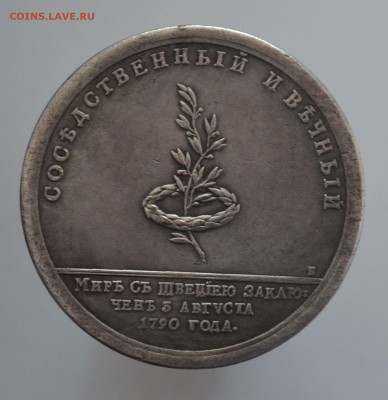 COINS.LAVE.RU
СОСѢДСТВЕННЫЙ И ВѢЧНЫЙ
Б
МИРЪ СЪ ШВЕЦІЕЮ ЗАКЛЮ:
ЧЕНЪ 3 АВГУСТА
1790 ГОДА.